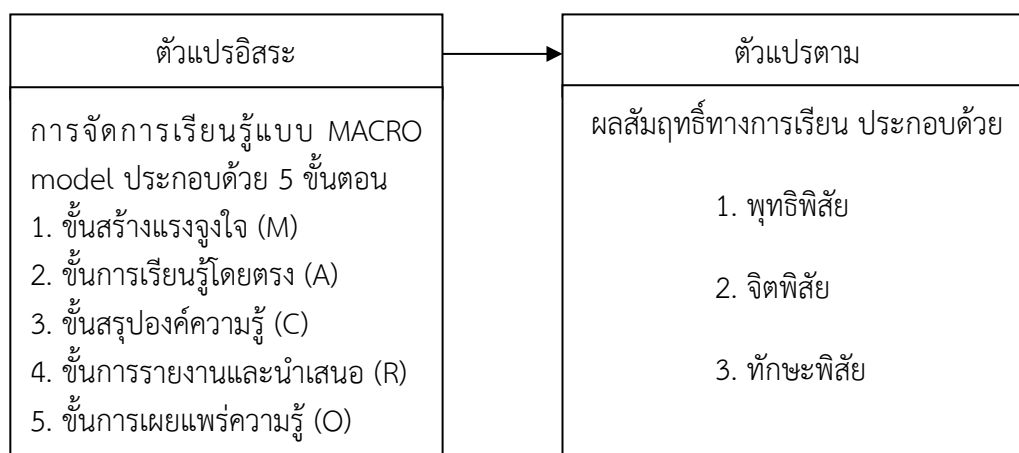 ตัวแปรอิสระ
การจัดการเรียนรู้แบบ MACRO
model ประกอบด้วย 5 ขั้นตอน
1. ขั้นสร้างแรงจูงใจ (M)
2. ขั้นการเรียนรู้โดยตรง (A)
3. ขั้นสรุปองค์ความรู้ (C)
4. ขั้นการรายงานและนำเสนอ (R)
5. ขั้นการเผยแพร่ความรู้ (O)
ตัวแปรตาม
ผลสัมฤทธิ์ทางการเรียน ประกอบด้วย
1. พุทธิพิสัย
2. จิตพิสัย
3. ทักษะพิสัย